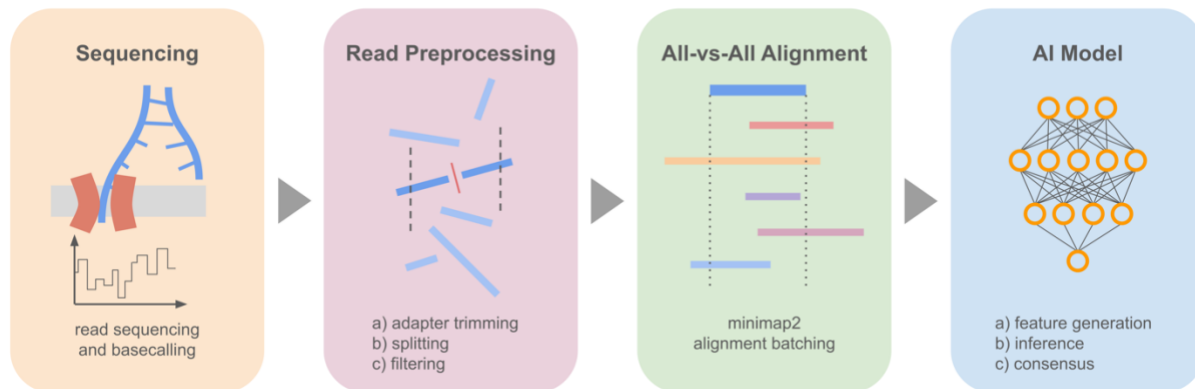 Sequencing
read sequencing
and basecalling
Read Preprocessing
a) adapter trimming
b) splitting
c) filtering
All-vs-All Alignment
minimap2
alignment batching
AI Model
a) feature generation
b) inference
c) consensus